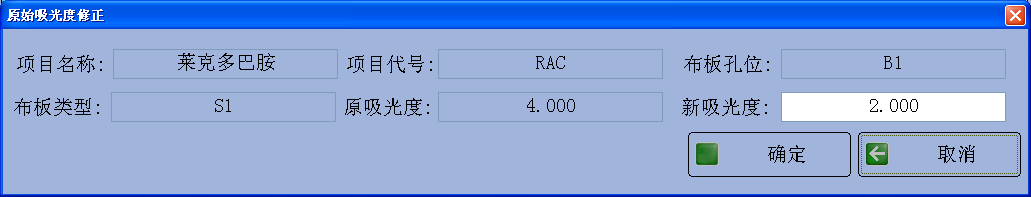 原始吸光度修正
项目名称: 莱克多巴胺 项目代号: RAC 布板孔位: B1
布板类型: S1 原吸光度: 4.000 新吸光度: 2.000
确定 取消